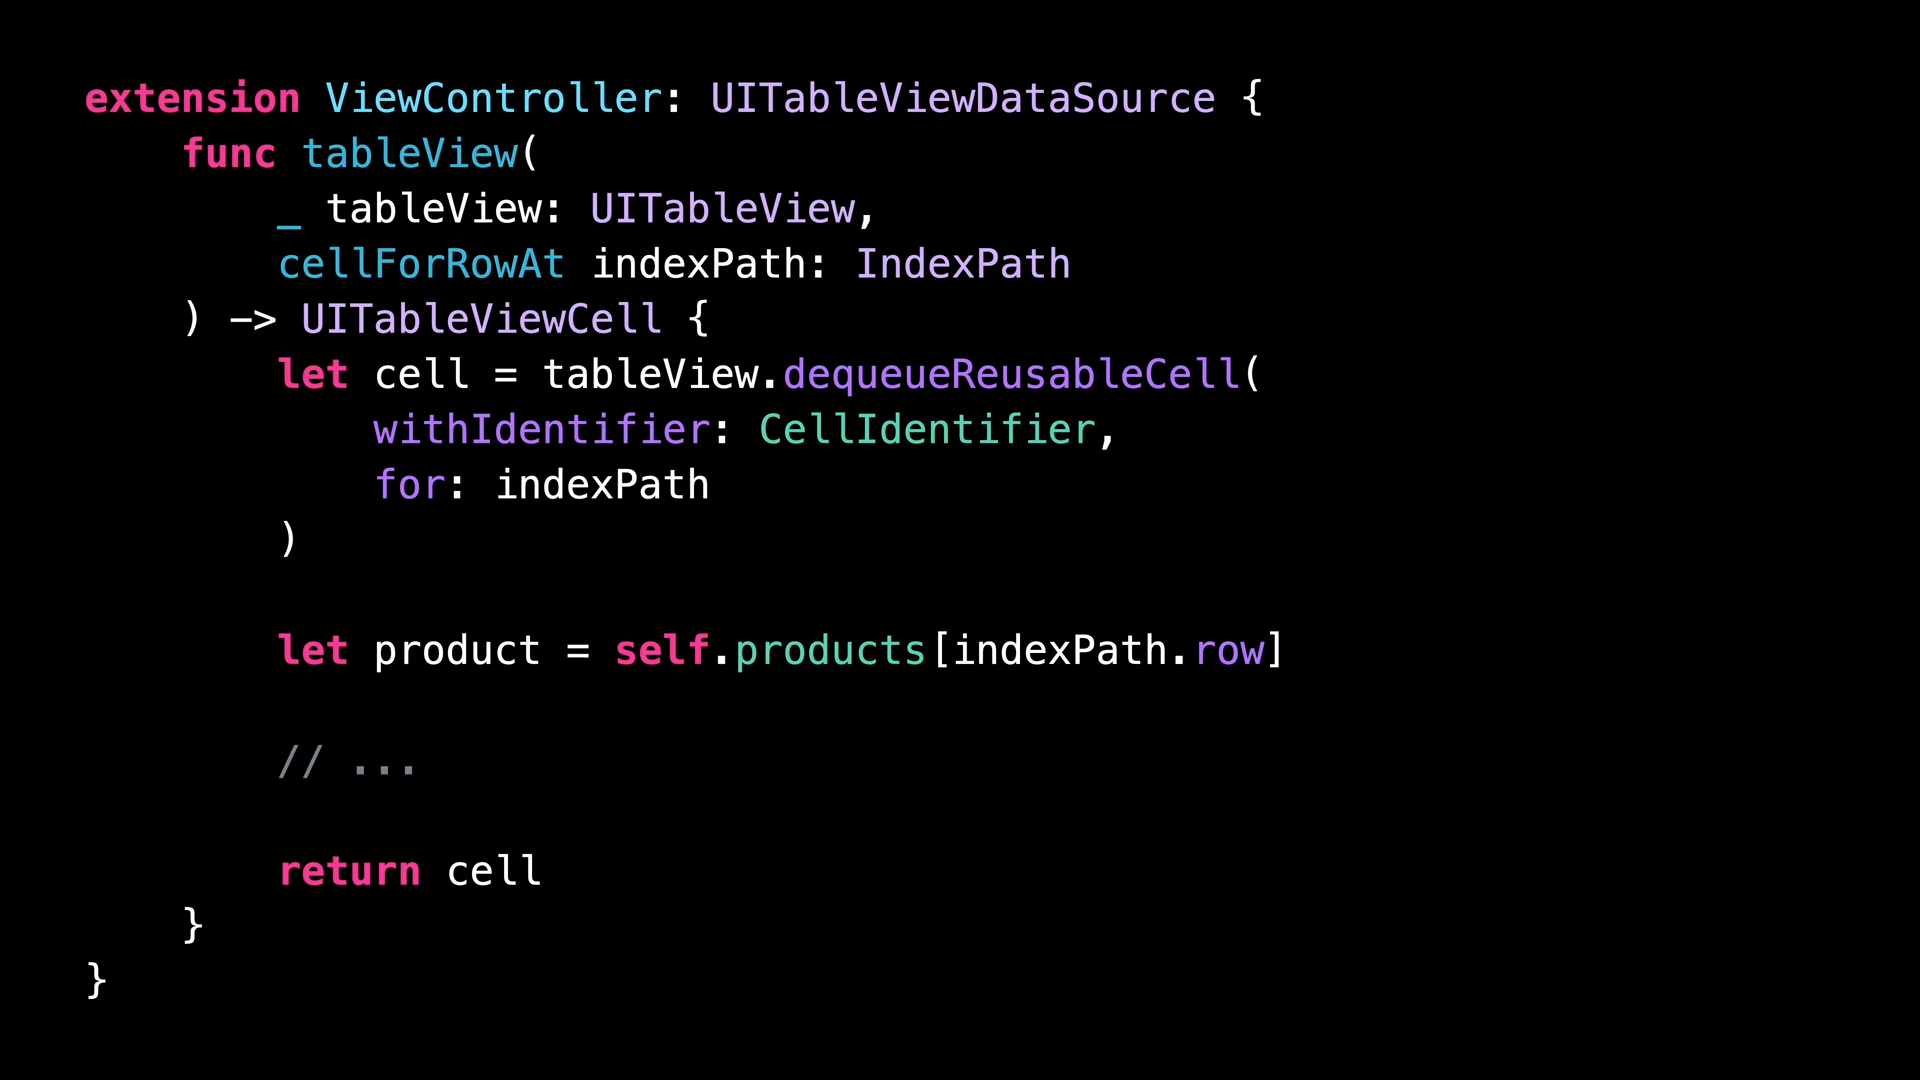 extension ViewController: UITableViewDataSource {
    func tableView(
        _ tableView: UITableView,
        cellForRowAt indexPath: IndexPath
    ) -> UITableViewCell {
        let cell = tableView.dequeueReusableCell(
            withIdentifier: CellIdentifier,
            for: indexPath
        )

        let product = self.products[indexPath.row]

        // ...

        return cell
    }
}